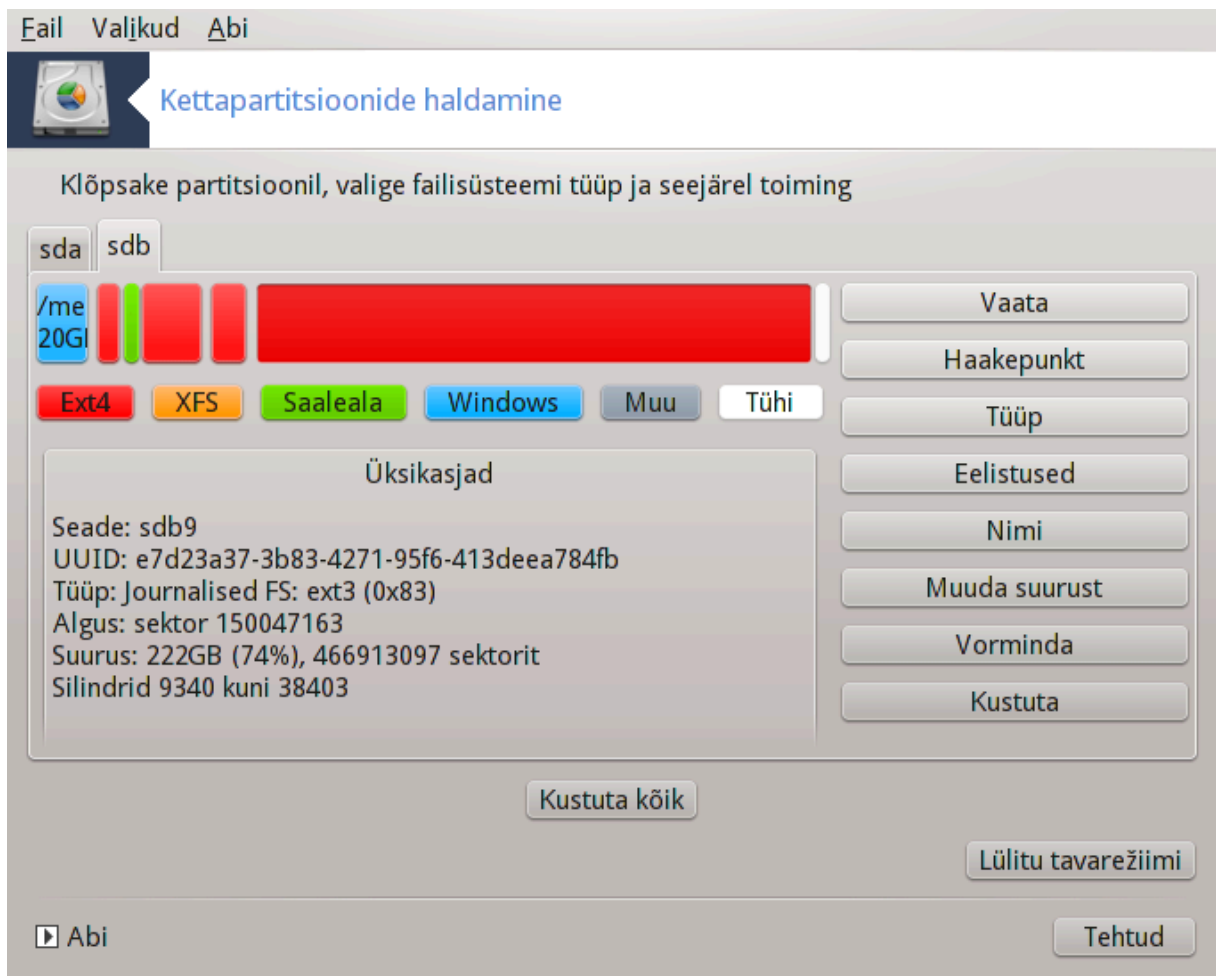 Fail Valikud Abi
Kettapartitsioonide haldamine
Klõpsake partitsioonil, valige failisüsteemi tüüp ja seejärel toiming
sda sdb
/me
20G
Vaata
Haakepunkt
Ext4 XFS Saaleala Windows Muu Tühi
Tüüp
Üksikasjad
Eelistused
Seade: sdb9
Nimi
UUID: e7d23a37-3b83-4271-95f6-413deea784fb
Tüüp: Journalised FS: ext3 (0x83)
Muuda suurust
Algus: sektor 150047163
Suurus: 222GB (74%), 466913097 sektorit
Vorminda
Silindrid 9340 kuni 38403
Kustuta
Kustuta kõik
Lülitu tavarežiimi
Abi
Tehtud